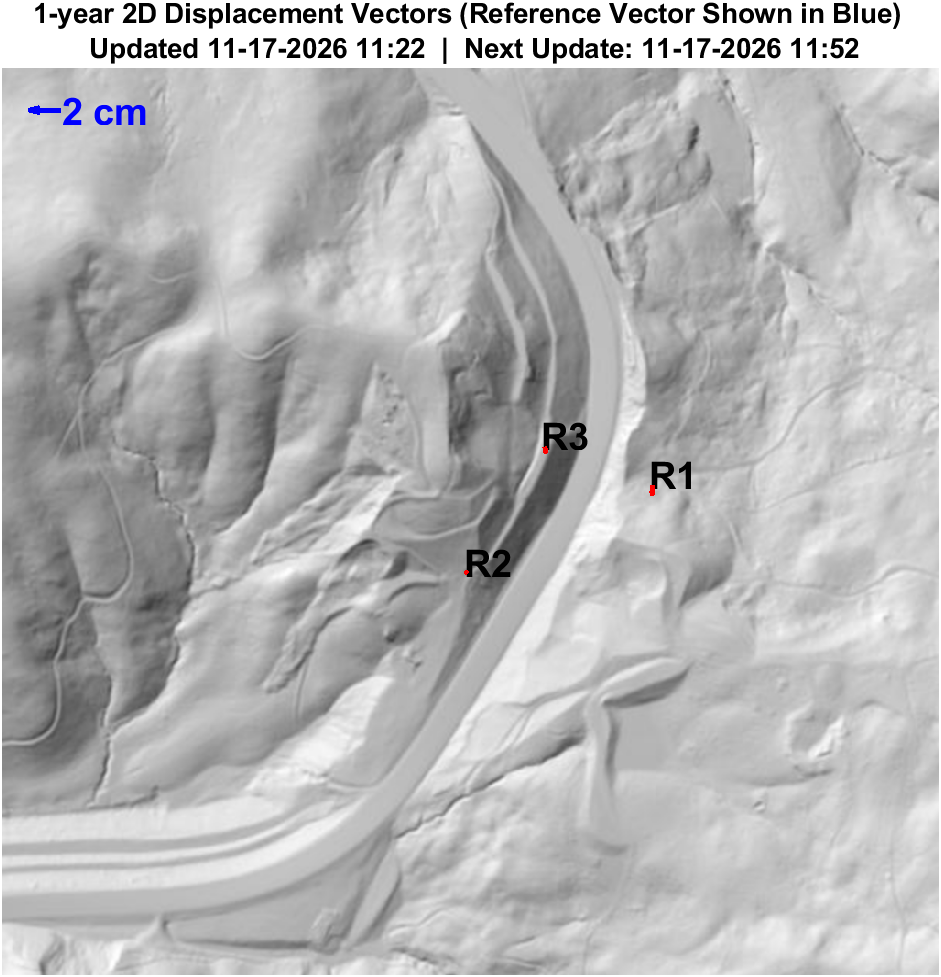 1-year 2D Displacement Vectors (Reference Vector Shown in Blue)
Updated 11-17-2026 11:22 | Next Update: 11-17-2026 11:52
2 cm
R3
R1
R2